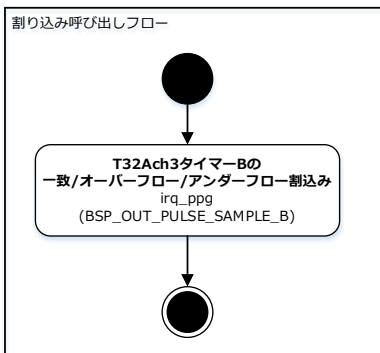 割り込み呼び出しフロー
T32Ach3タイマーBの
一致/オーバーフロー/アンダーフロー割込み
irq_ppg
(BSP_OUT_PULSE_SAMPLE_B)